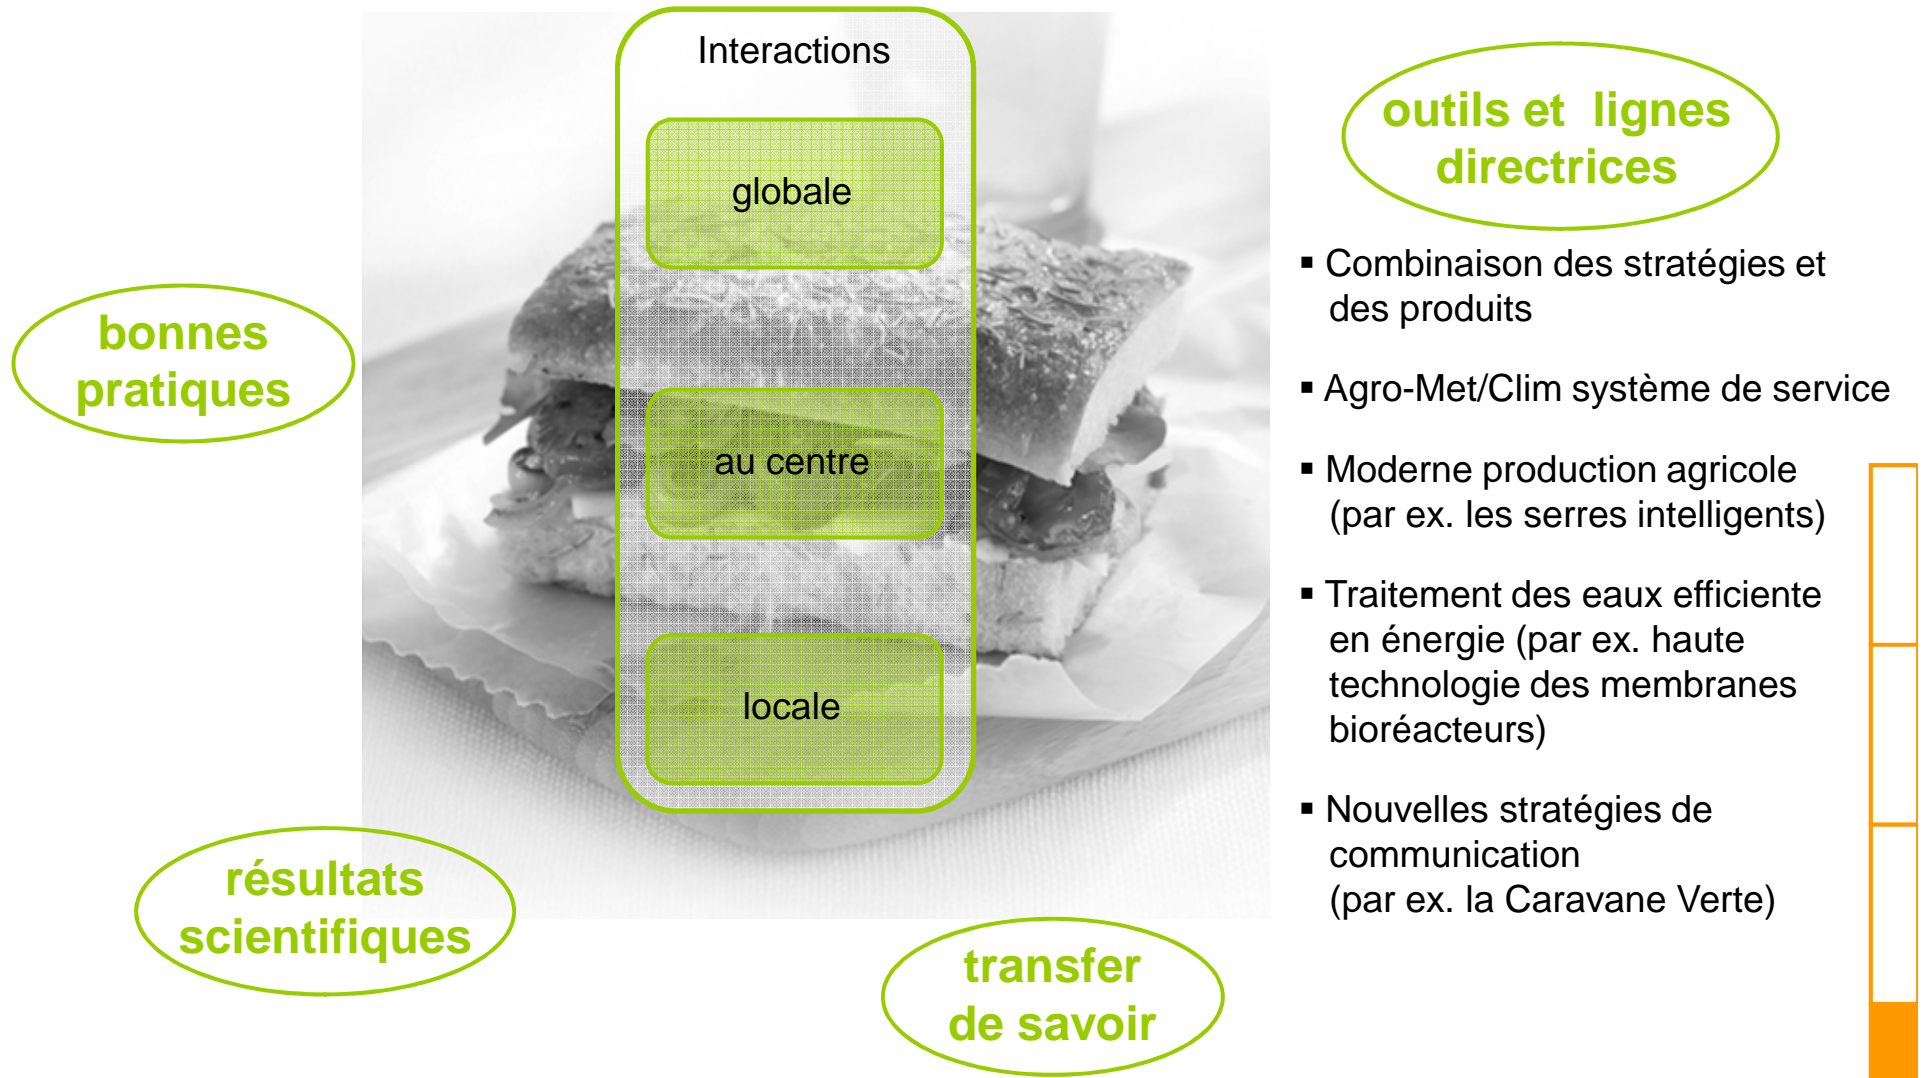 Interactions
globale
au centre
locale
bonnes
pratiques
résultats
scientifiques
transfer
de savoir
outils et lignes
directrices
▪ Combinaison des stratégies et
des produits
▪ Agro-Met/Clim système de service
▪ Moderne production agricole
(par ex. les serres intelligents)
▪ Traitement des eaux efficiente
en énergie (par ex. haute
technologie des membranes
bioréacteurs)
▪ Nouvelles stratégies de
communication
(par ex. la Caravane Verte)